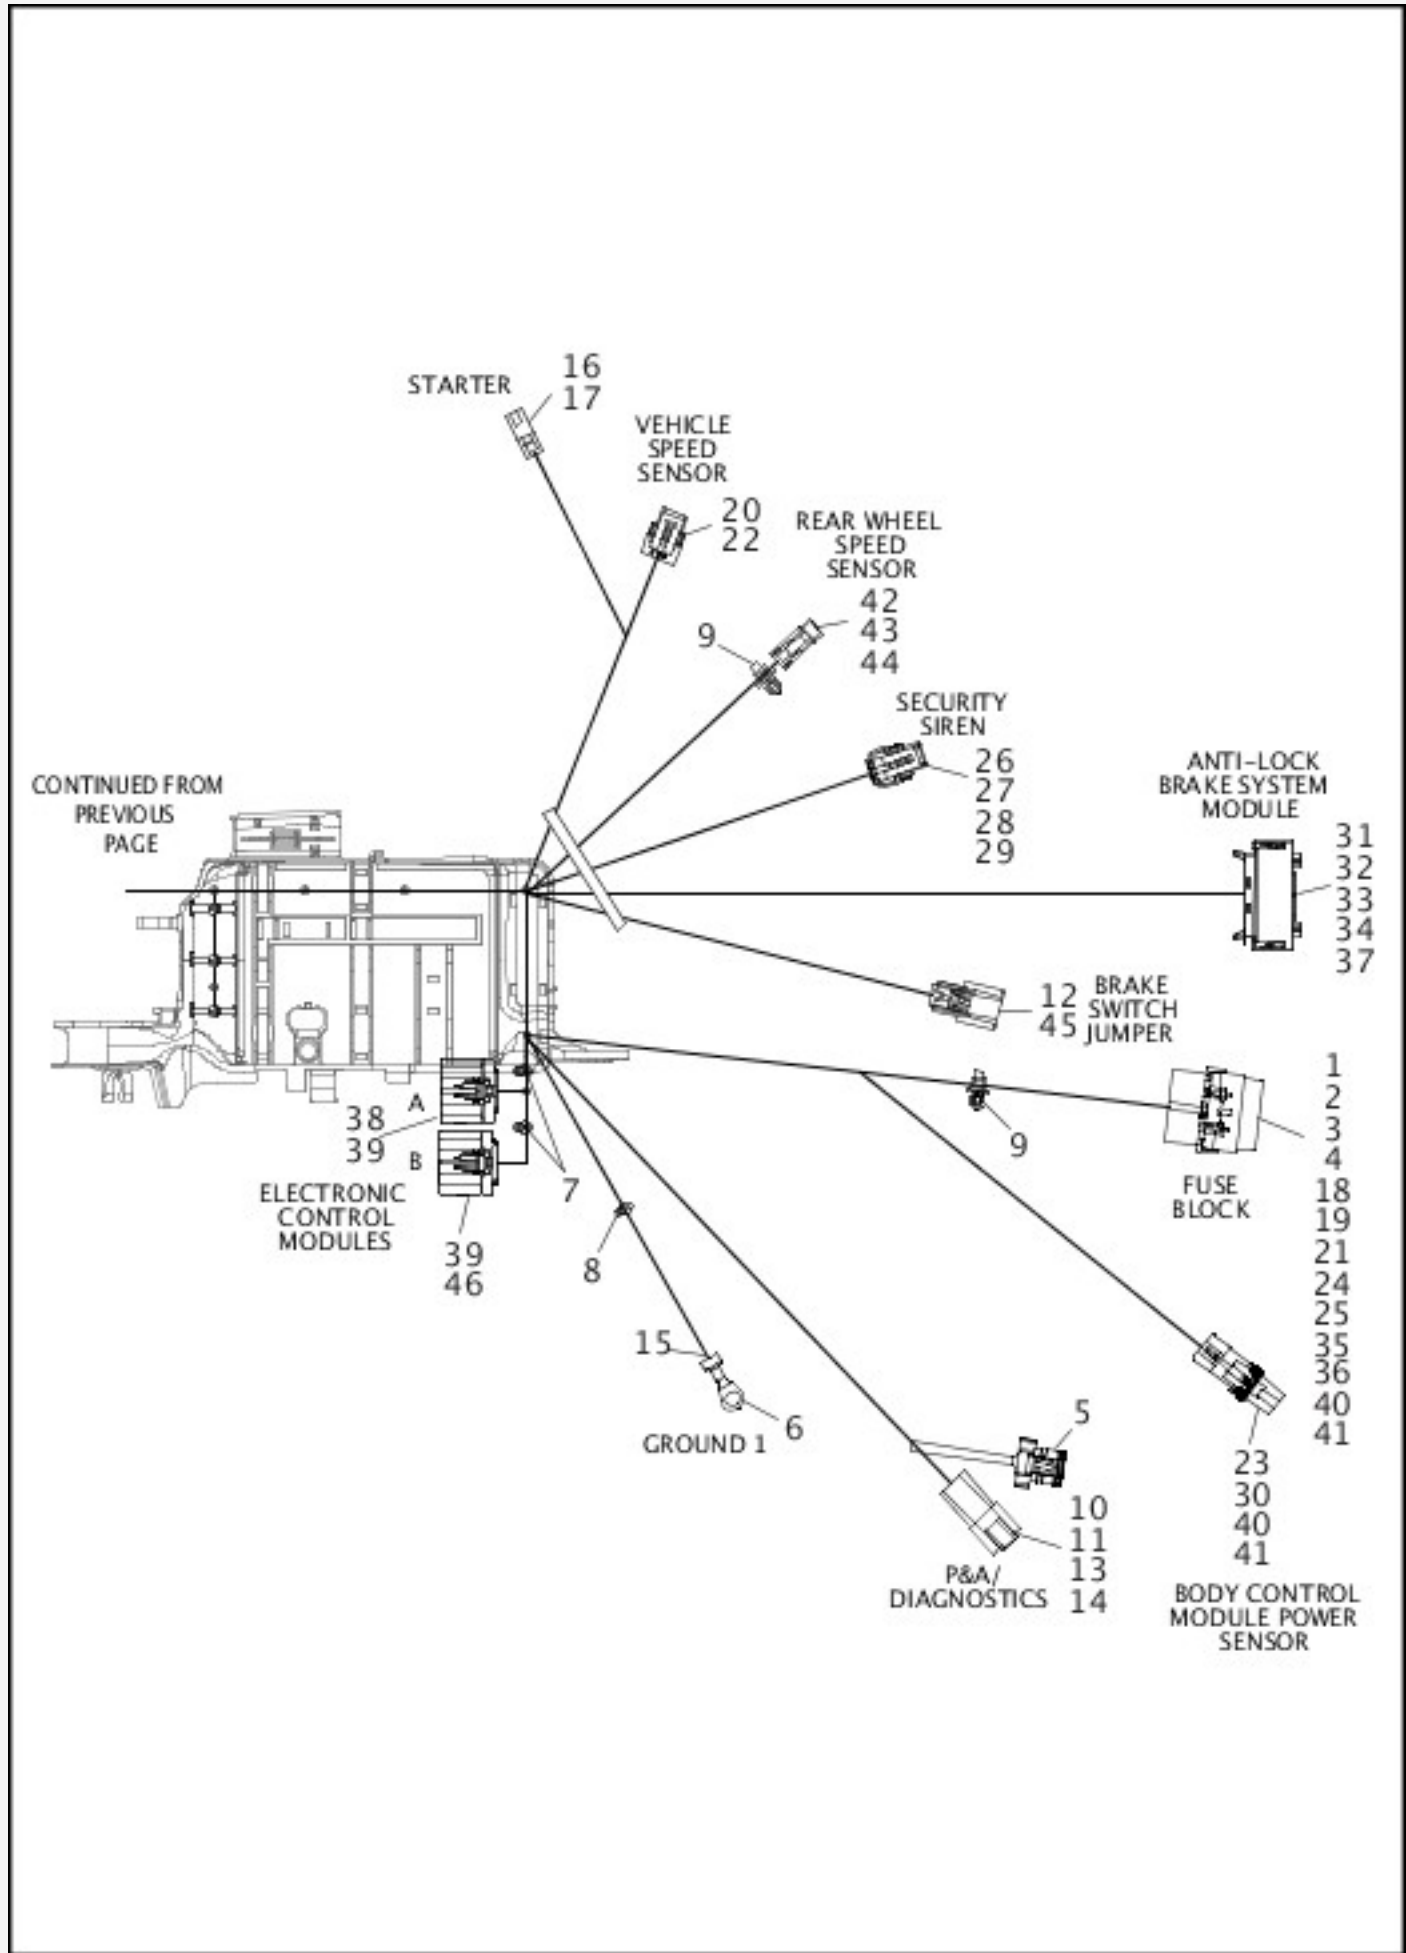 STARTER
16
17
VEHICLE
SPEED
SENSOR
20
22
REAR WHEEL
SPEED
SENSOR
42
43
44
9
SECURITY
SIREN
26
27
28
29
ANTI-LOCK
BRAKE SYSTEM
MODULE
31
32
33
34
37
CONTINUED FROM
PREVIOUS
PAGE
12
45
BRAKE
SWITCH
JUMPER
1
2
3
4
18
19
21
24
25
35
36
40
41
FUSE
BLOCK
9
A
38
39
B
ELECTRONIC
CONTROL
MODULES
39
46
7
8
15
6
GROUND 1
5
10
11
13
14
P&A/
DIAGNOSTICS
23
30
40
41
BODY CONTROL
MODULE POWER
SENSOR